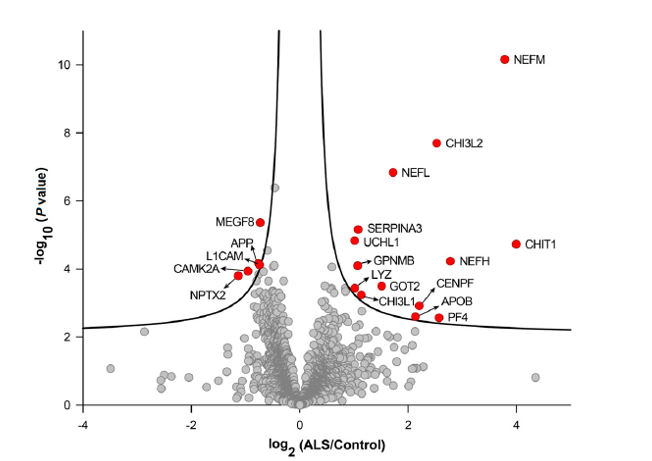 10
NEFM
8
CHI3L2
NEFL
-log10 (P value)
6
MEGF8
SERPINA3
APP
UCHL1
CHIT1
L1CAM
GPNMB
NEFH
4
CAMK2A
LYZ
GOT2
CENPF
NPTX2
CHI3L1
APOB
PF4
2
0
-4
-2
0
2
4
log2 (ALS/Control)